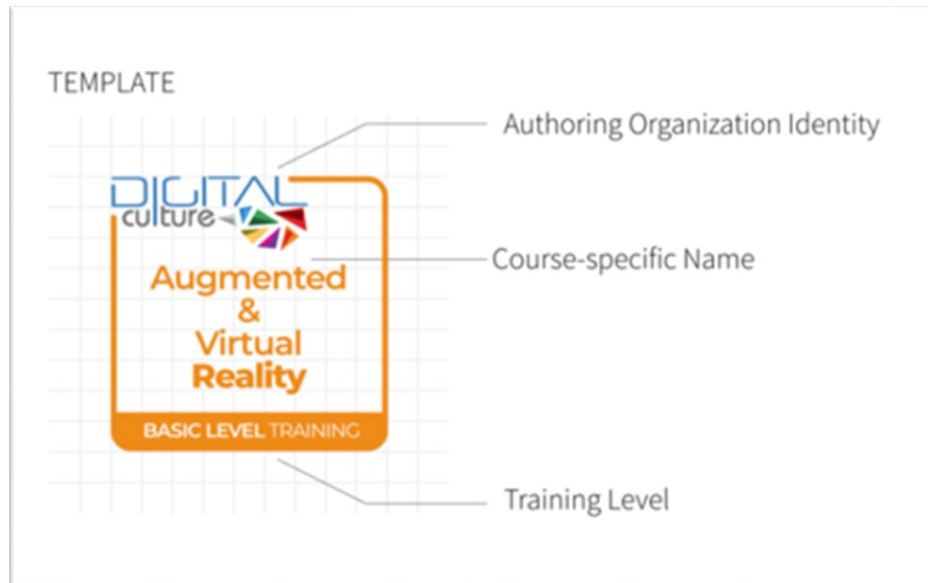 TEMPLATE
Authoring Organization Identity
DIGITAL
culture
Course-specific Name
Augmented
&
Virtual
Reality
BASIC LEVEL TRAINING
Training Level